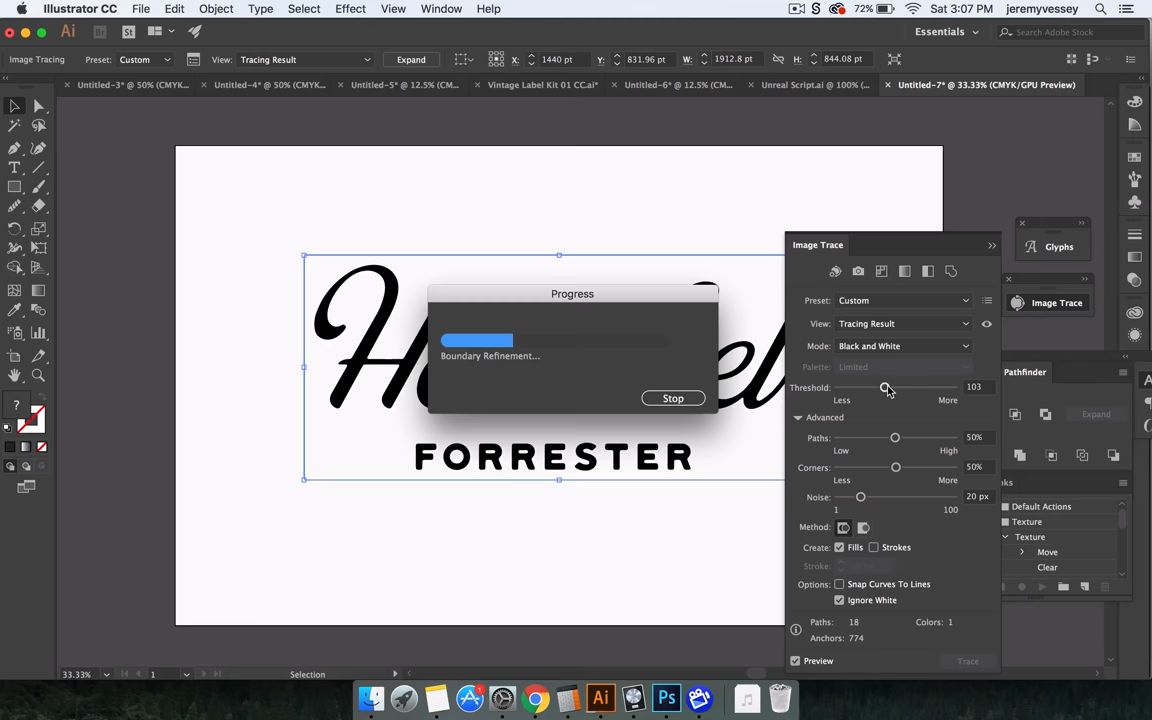 Illustrator CC File Edit Object Type Select Effect View Window Help 72% Sat 3:07 PM jeremyvessey
Ai Br St Essentials Search Adobe Stock
Image Tracing Preset: Custom View: Tracing Result Expand X: 1440 pt Y: 831.96 pt W: 1912.8 pt H: 844.08 pt
Untitled-3* @ 50% (CMYK... Untitled-4* @ 50% (CMYK... Untitled-5* @ 12.5% (CM... Vintage Label Kit 01 CC.ai* Untitled-6* @ 12.5% (CM... Unreal Script.ai @ 100% (... Untitled-7* @ 33.33% (CMYK/GPU Preview)
Image Trace
Glyphs
Preset: Custom
Image Trace
View: Tracing Result
Mode: Black and White
Palette: Limited
Threshold: 103
Less More
Advanced
Paths: 50%
Low High
Corners: 50%
Less More
Noise: 20 px
1 100
Method:
Create: Fills Strokes
Stroke:
Options: Snap Curves To Lines
Ignore White
Paths: 18 Colors: 1
Anchors: 774
Preview Trace
Progress
Boundary Refinement...
Stop
FORRESTER
Pathfinder
Expand
Default Actions
Texture
Texture
Move
Clear
33.33% 1 Selection
Ai Ps